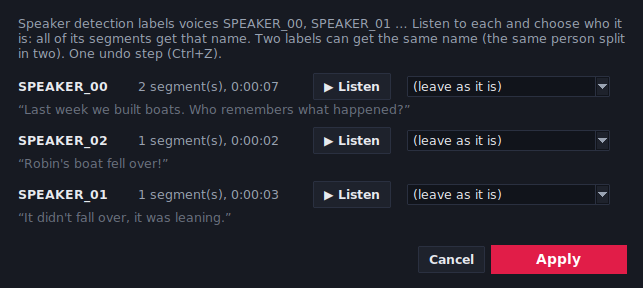 Speaker detection labels voices SPEAKER_00, SPEAKER_01 ... Listen to each and choose who it
is: all of its segments get that name. Two labels can get the same name (the same person split
in two). One undo step (Ctrl+Z).
SPEAKER_00 2 segment(s), 0:00:07 ▶ Listen (leave as it is)
“Last week we built boats. Who remembers what happened?”
SPEAKER_02 1 segment(s), 0:00:02 ▶ Listen (leave as it is)
“Robin's boat fell over!”
SPEAKER_01 1 segment(s), 0:00:03 ▶ Listen (leave as it is)
“It didn't fall over, it was leaning.”
Cancel Apply